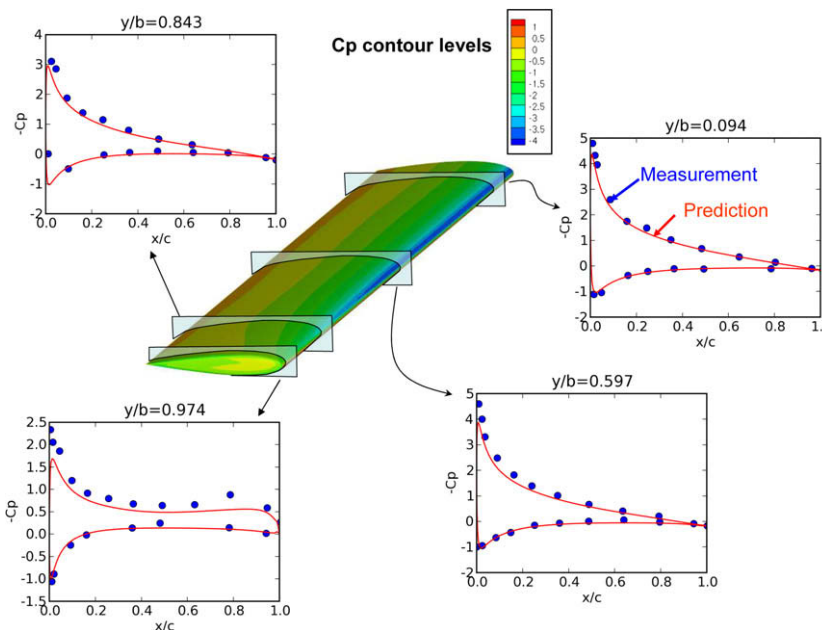 y/b=0.843
4
3
2
1
0
-1
-2
-Cp
0.0 0.2 0.4 0.6 0.8 1.0
x/c
Cp contour levels
1
0.5
0
-0.5
-1
-1.5
-2
-2.5
-3
-3.5
-4
y/b=0.094
5
4
3
2
1
0
-1
-2
-Cp
Measurement
Prediction
0.0 0.2 0.4 0.6 0.8 1.0
x/c
y/b=0.974
2.5
2.0
1.5
1.0
0.5
0.0
-0.5
-1.0
-1.5
-Cp
0.0 0.2 0.4 0.6 0.8 1.0
x/c
y/b=0.597
5
4
3
2
1
0
-1
-2
-Cp
0.0 0.2 0.4 0.6 0.8 1.0
x/c